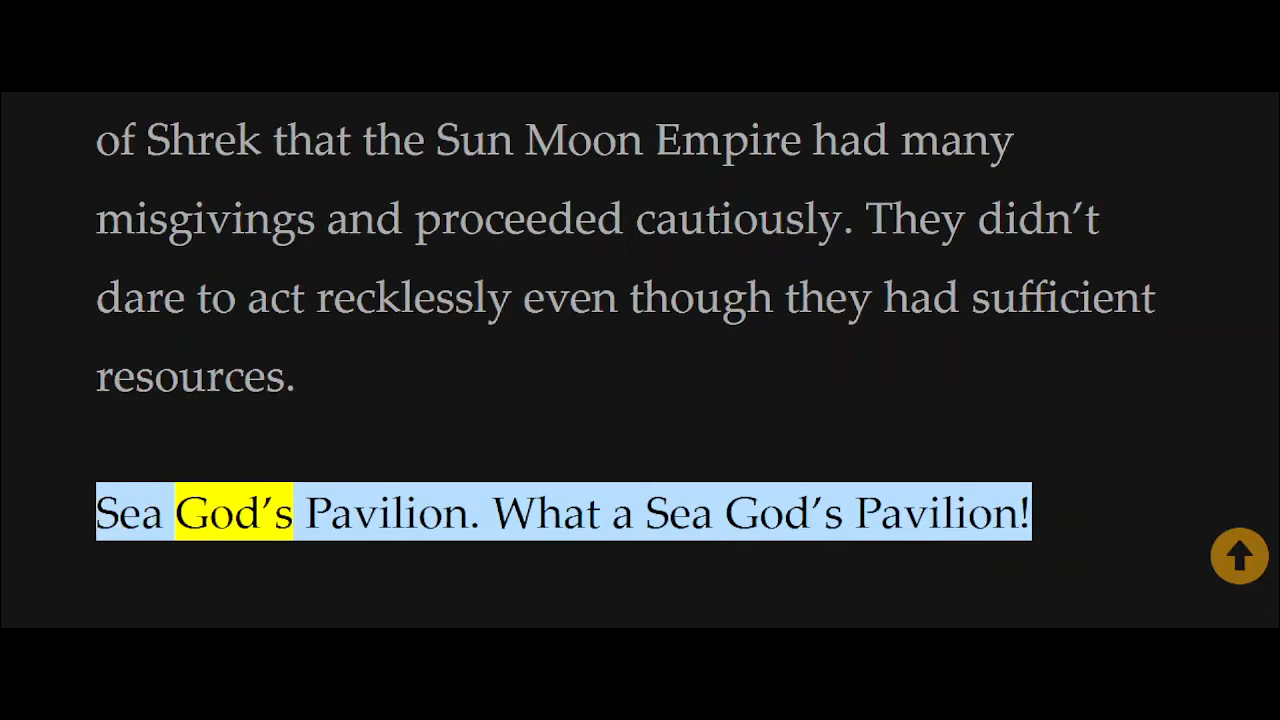 of Shrek that the Sun Moon Empire had many
misgivings and proceeded cautiously. They didn’t
dare to act recklessly even though they had sufficient
resources.
Sea God’s Pavilion. What a Sea God’s Pavilion!